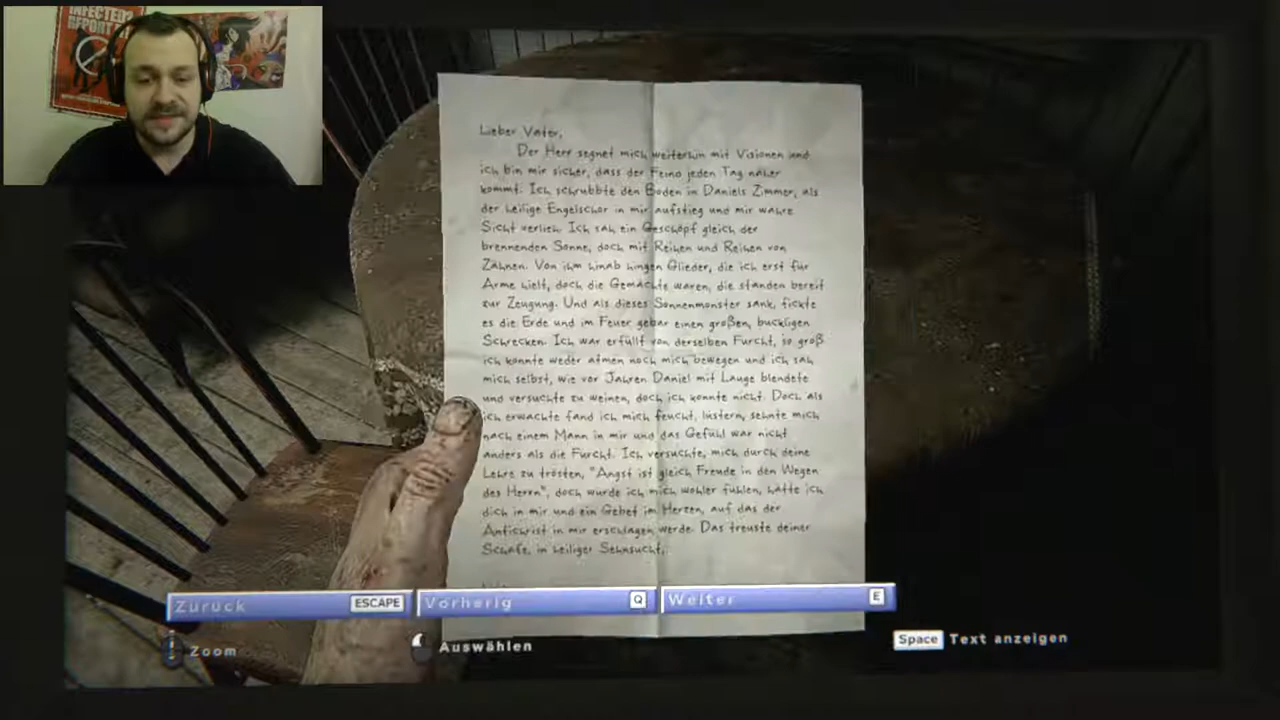 INFECTED?
REPORT
Lieber Vater,
Der Herr segnet mich weiterhin mit Visionen und
ich bin mir sicher, dass der Feind jeden Tag näher
kommt. Ich schrubbte den Boden in Daniels Zimmer, als
der heilige Engelschor in mir aufstieg und mir wahre
Sicht verlieh. Ich sah ein Geschöpf gleich der
brennenden Sonne, doch mit Reihen und Reihen von
Zähnen. Von ihm hinab hingen Glieder, die ich erst für
Arme hielt, doch die Gemächte waren, die standen bereit
zur Zeugung. Und als dieses Sonnenmonster sank, fickte
es die Erde und im Feuer gebar einen großen, buckligen
Schrecken. Ich war erfüllt von derselben Furcht, so groß
ich konnte weder atmen noch mich bewegen und ich sah
mich selbst, wie vor Jahren Daniel mit Lauge blendete
und versuchte zu weinen, doch ich konnte nicht. Doch als
ich erwachte fand ich mich feucht, lüstern, sehnte mich
nach einem Mann in mir und das Gefühl war nicht
anders als die Furcht. Ich versuchte, mich durch deine
Lehre zu trösten, "Angst ist gleich Freude in den Wegen
des Herrn", doch würde ich mich wohler fühlen, hätte ich
dich in mir und ein Gebet im Herzen, auf das der
Antichrist in mir erschlagen werde. Das treuste deiner
Schafe, in heiliger Sehnsucht,
Zurück ESCAPE Vorherig Q Weiter E
Zoom Auswählen Space Text anzeigen